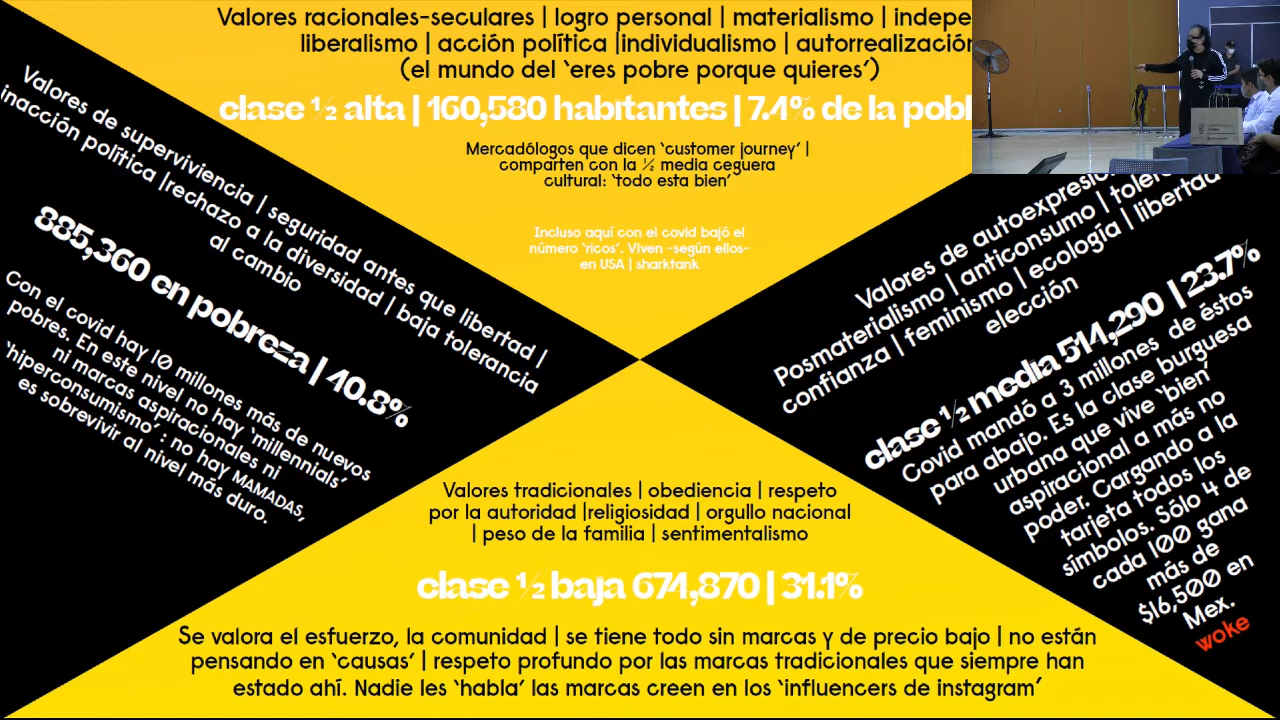 Valores racionales-seculares | logro personal | materialismo | indepe
liberalismo | acción política |individualismo | autorrealización
(el mundo del ‘eres pobre porque quieres’)
clase ½ alta | 160,580 habitantes | 7.4% de la pobl
Mercadólogos que dicen ‘customer journey’ |
comparten con la ½ media ceguera
cultural: ‘todo esta bien’
Incluso aquí con el covid bajó el
número ‘ricos’. Viven -según ellos-
en USA | sharktank
Valores de superviviencia | seguridad antes que libertad |
inacción política |rechazo a la diversidad | baja tolerancia
al cambio
885,360 en pobreza | 40.8%
Con el covid hay 10 millones más de nuevos
pobres. En este nivel no hay ‘millennials’
ni marcas aspiracionales ni
‘hiperconsumismo’ : no hay MAMADAS,
es sobrevivir al nivel más duro.
Valores de autoexpresió
Posmaterialismo | anticonsumo | toler
confianza | feminismo | ecología | libertad
elección
clase ½ media 514,290 | 23.7%
Covid mandó a 3 millones de éstos
para abajo. Es la clase burguesa
urbana que vive ‘bien’
aspiracional a más no
poder. Cargando a la
tarjeta todos los
símbolos. Sólo 4 de
cada 100 gana
más de
$16,500 en
Mex.
woke
Valores tradicionales | obediencia | respeto
por la autoridad |religiosidad | orgullo nacional
| peso de la familia | sentimentalismo
clase ½ baja 674,870 | 31.1%
Se valora el esfuerzo, la comunidad | se tiene todo sin marcas y de precio bajo | no están
pensando en ‘causas’ | respeto profundo por las marcas tradicionales que siempre han
estado ahí. Nadie les ‘habla’ las marcas creen en los ‘influencers de instagram’